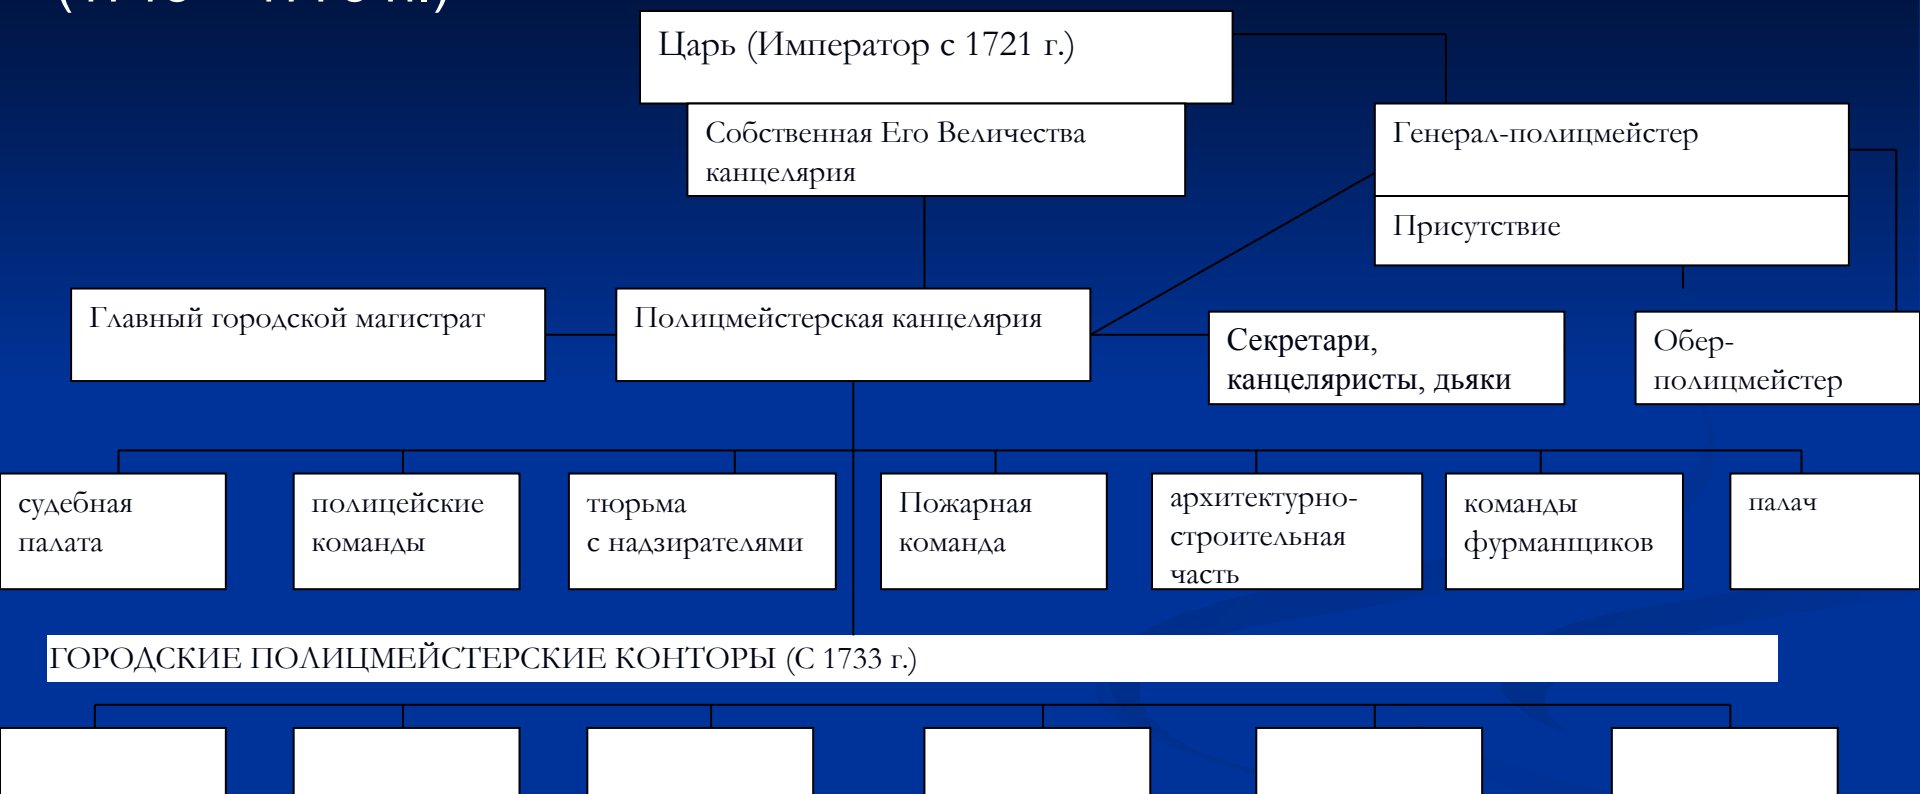 Царь (Император с 1721 г.)
Собственная Его Величества
канцелярия
Генерал-полицмейстер
Присутствие
Главный городской магистрат
Полицмейстерская канцелярия
Секретари,
канцеляристы, дьяки
Обер-
полицмейстер
судебная
палата
полицейские
команды
тюрьма
с надзирателями
Пожарная
команда
архитектурно-
строительная
часть
команды
фурманщиков
палач
ГОРОДСКИЕ ПОЛИЦМЕЙСТЕРСКИЕ КОНТОРЫ (С 1733 г.)